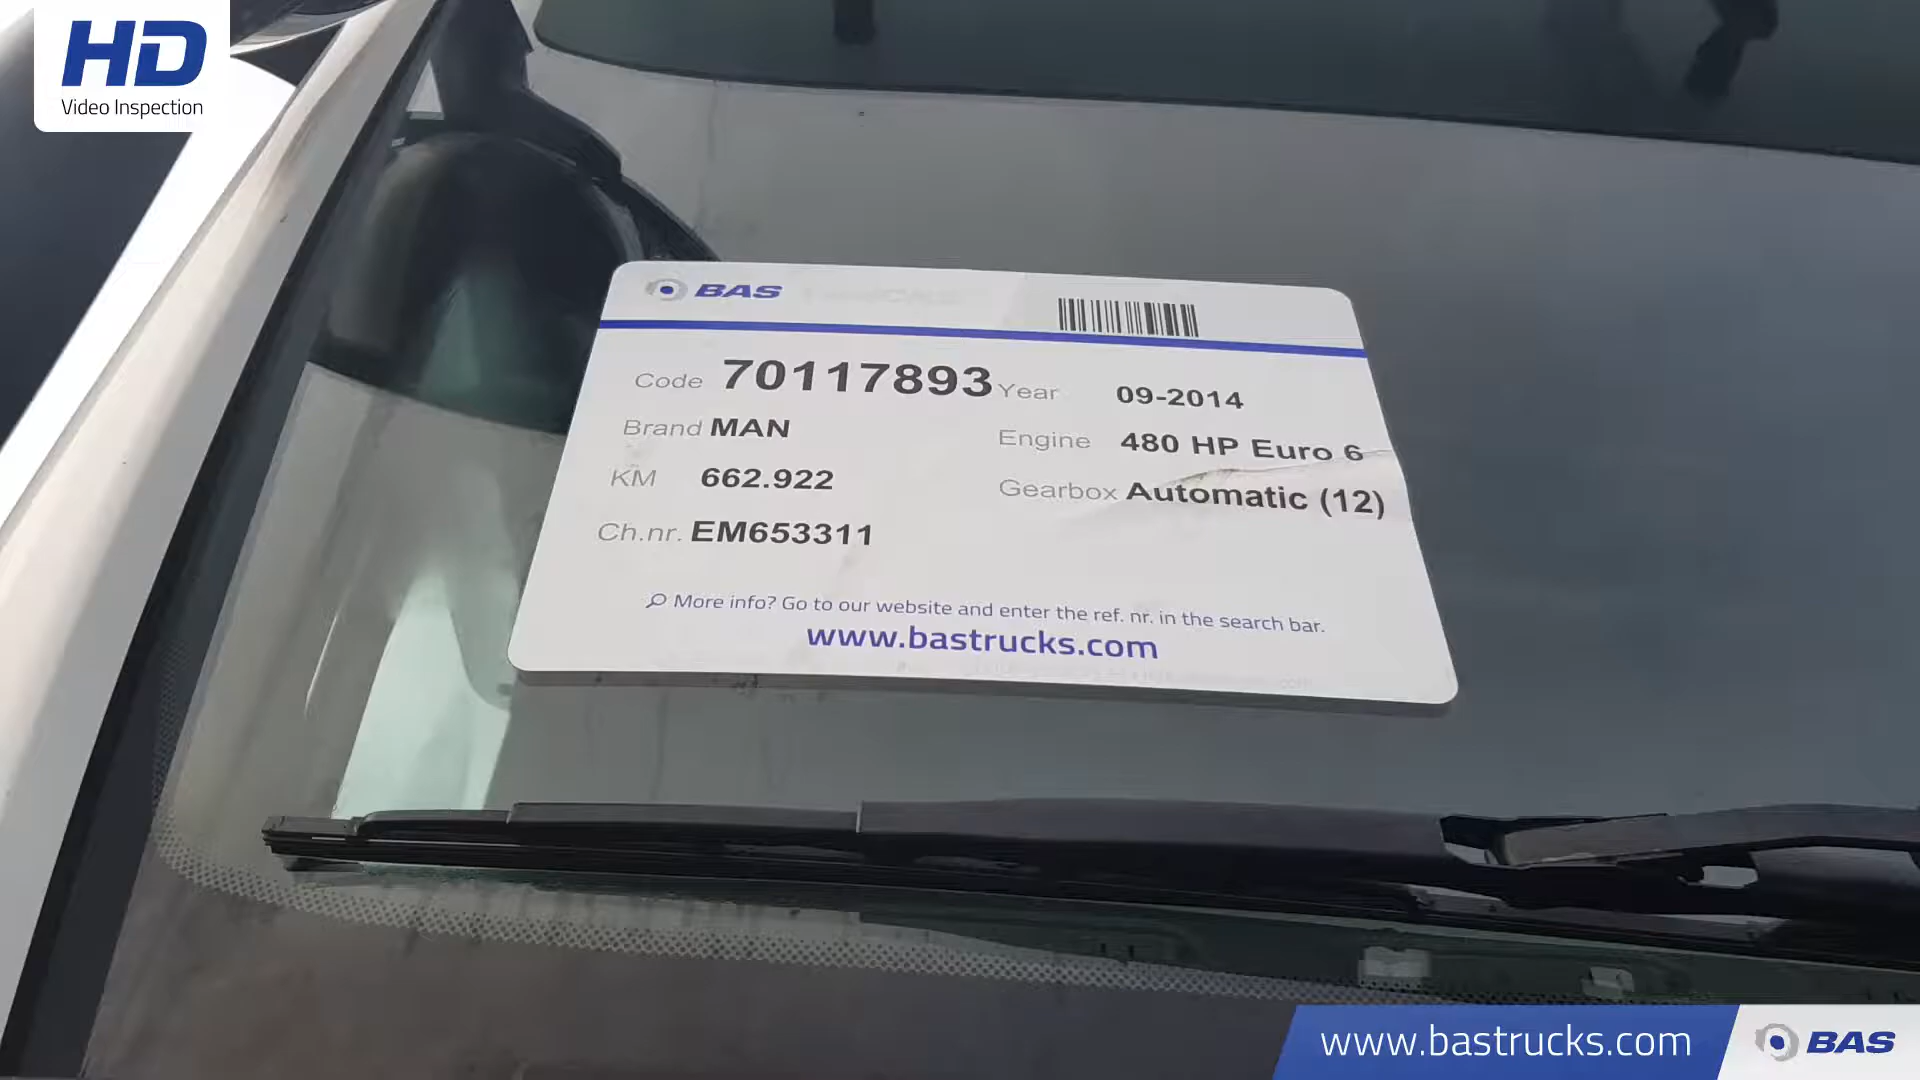 HD
Video Inspection
BAS
Code 70117893 Year 09-2014
Brand MAN Engine 480 HP Euro 6
KM 662.922 Gearbox Automatic (12)
Ch.nr. EM653311
More info? Go to our website and enter the ref. nr. in the search bar.
www.bastrucks.com
www.bastrucks.com BAS